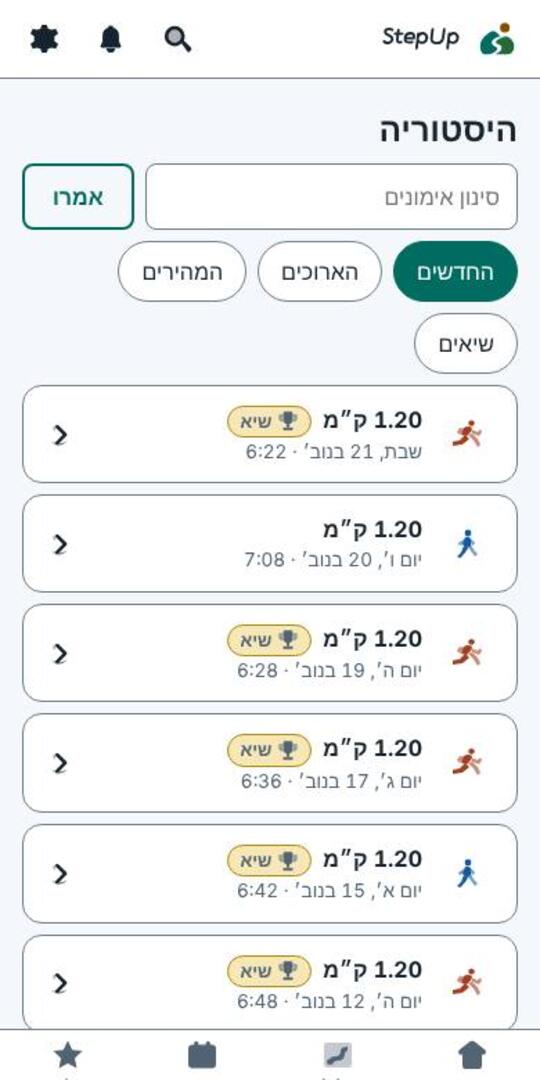 StepUp
היסטוריה
סינון אימונים
אמרו
החדשים הארוכים המהירים
שיאים
1.20 ק״מ שיא
שבת, 21 בנוב׳ · 6:22
1.20 ק״מ
יום ו׳, 20 בנוב׳ · 7:08
1.20 ק״מ שיא
יום ה׳, 19 בנוב׳ · 6:28
1.20 ק״מ שיא
יום ג׳, 17 בנוב׳ · 6:36
1.20 ק״מ שיא
יום א׳, 15 בנוב׳ · 6:42
1.20 ק״מ שיא
יום ה׳, 12 בנוב׳ · 6:48